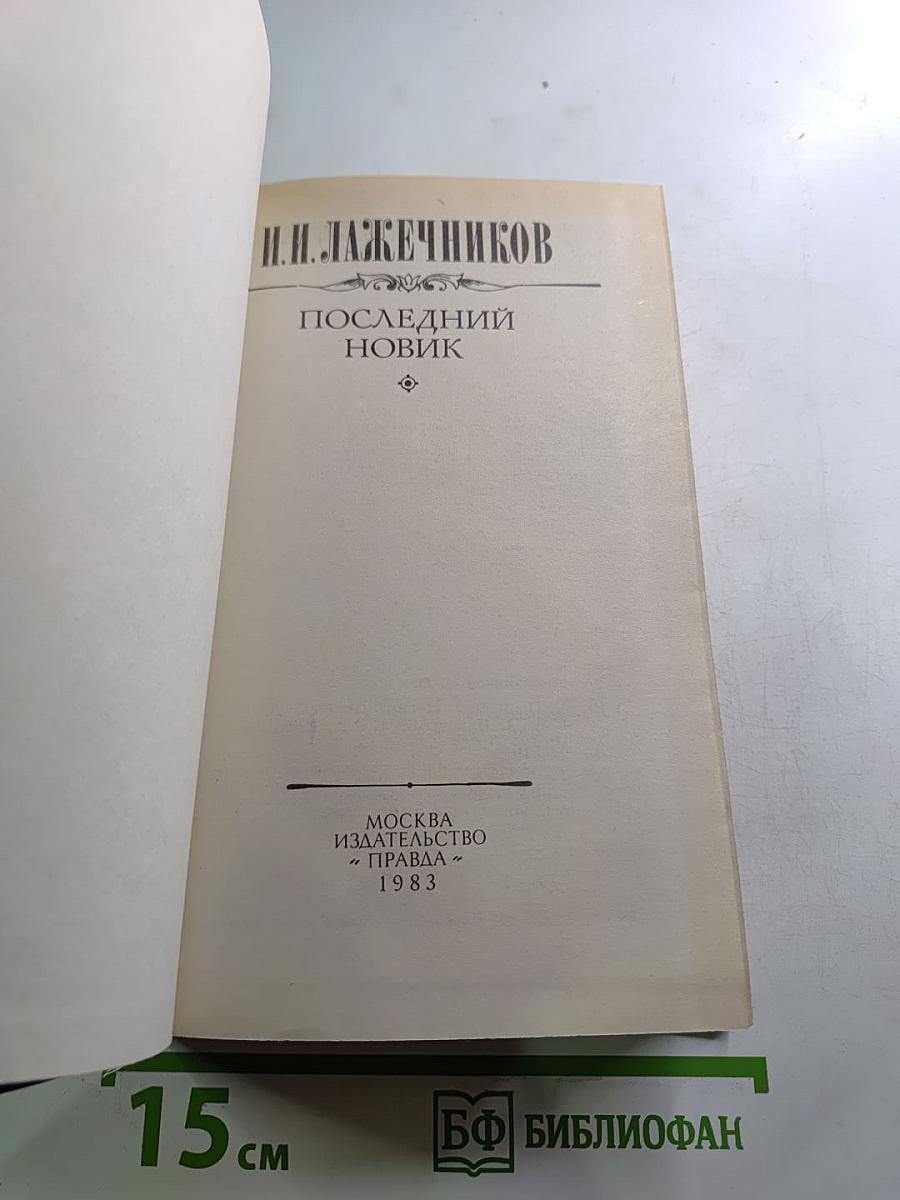 И.И. ЛАЖЕЧНИКОВ
ПОСЛЕДНИЙ
НОВИК
МОСКВА
ИЗДАТЕЛЬСТВО
„ПРАВДА„
1983
15 см
БФ БИБЛИОФАН